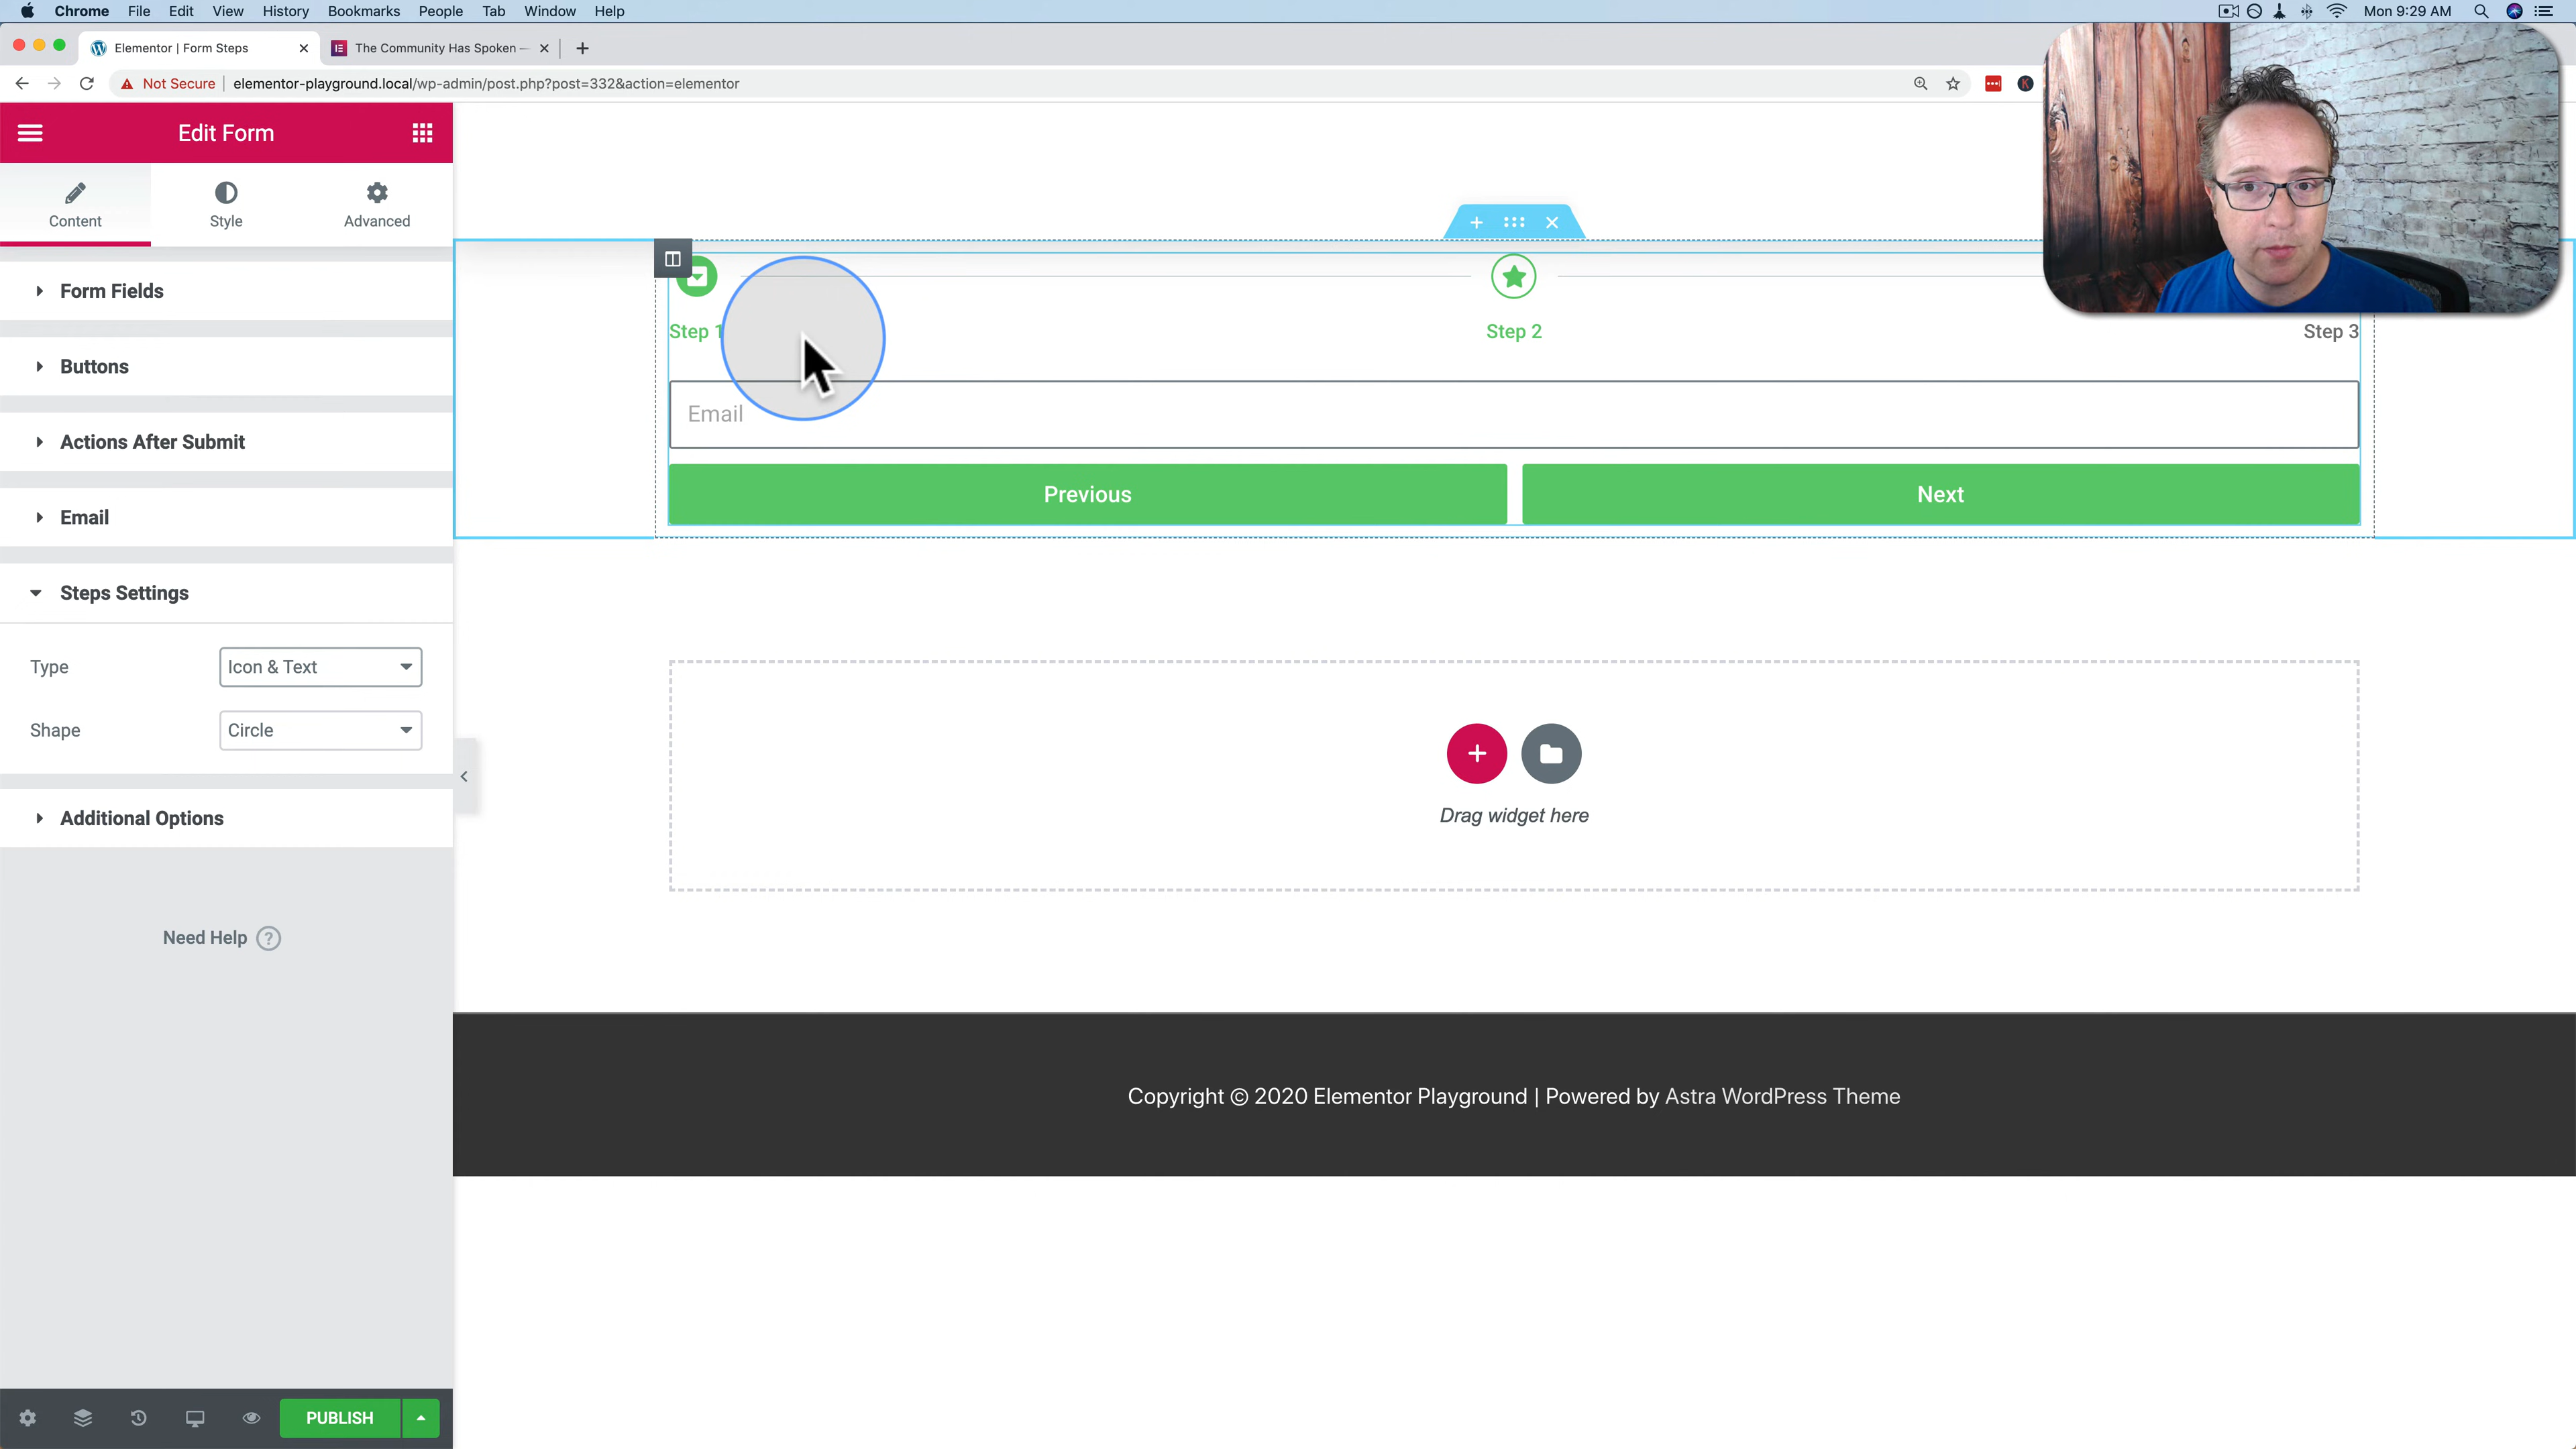 Chrome File Edit View History Bookmarks People Tab Window Help Mon 9:29 AM
Elementor | Form Steps The Community Has Spoken —
Not Secure elementor-playground.local/wp-admin/post.php?post=332&action=elementor
Edit Form
Content Style Advanced
Form Fields
Buttons
Actions After Submit
Email
Steps Settings
Type Icon & Text
Shape Circle
Additional Options
Need Help ?
PUBLISH
Step 1 Step 2 Step 3
Email
Previous Next
Drag widget here
Copyright © 2020 Elementor Playground | Powered by Astra WordPress Theme